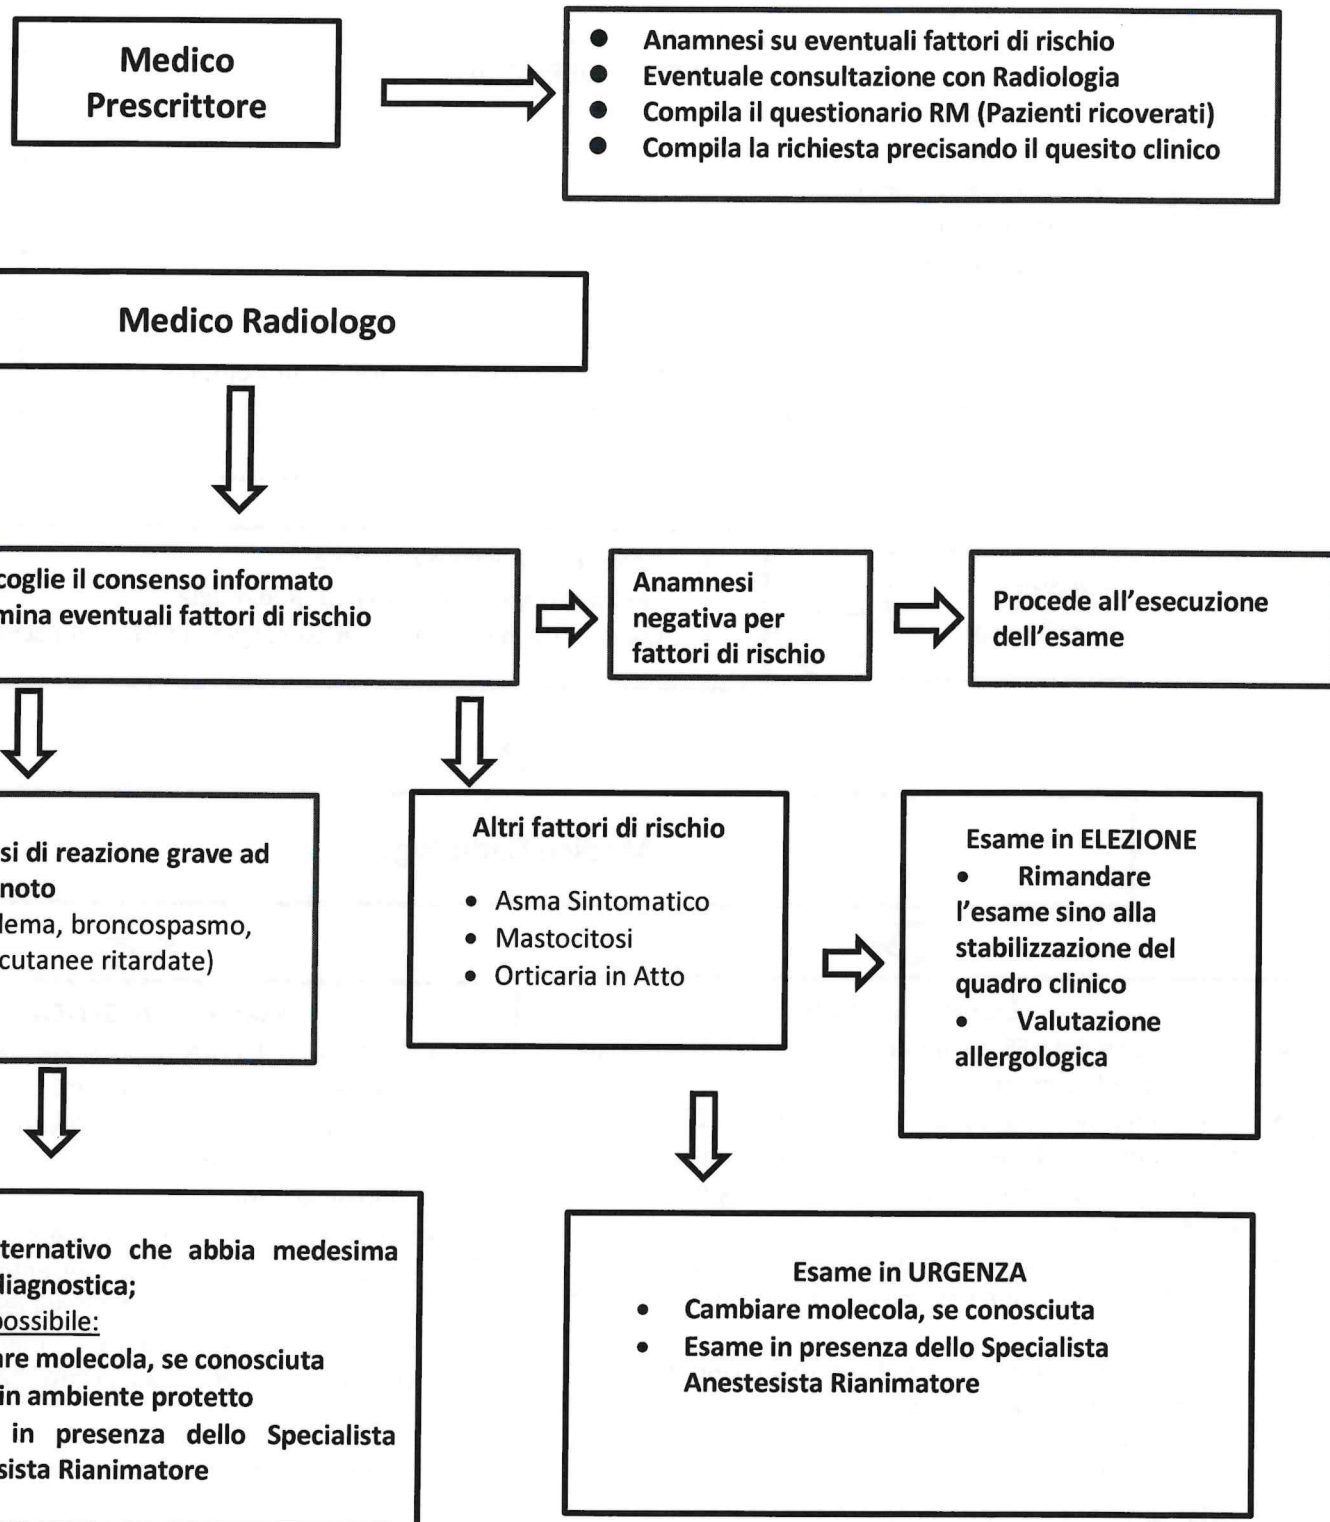 Medico
Prescrittore
● Anamnesi su eventuali fattori di rischio
● Eventuale consultazione con Radiologia
● Compila il questionario RM (Pazienti ricoverati)
● Compila la richiesta precisando il quesito clinico
Medico Radiologo
coglie il consenso informato
mina eventuali fattori di rischio
Anamnesi
negativa per
fattori di rischio
Procede all'esecuzione
dell'esame
si di reazione grave ad
noto
lema, broncospasmo,
cutanee ritardate)
Altri fattori di rischio
• Asma Sintomatico
• Mastocitosi
• Orticaria in Atto
Esame in ELEZIONE
• Rimandare
l'esame sino alla
stabilizzazione del
quadro clinico
• Valutazione
allergologica
ternativo che abbia medesima
diagnostica;
possibile:
are molecola, se conosciuta
in ambiente protetto
in presenza dello Specialista
sista Rianimatore
Esame in URGENZA
• Cambiare molecola, se conosciuta
• Esame in presenza dello Specialista
Anestesista Rianimatore